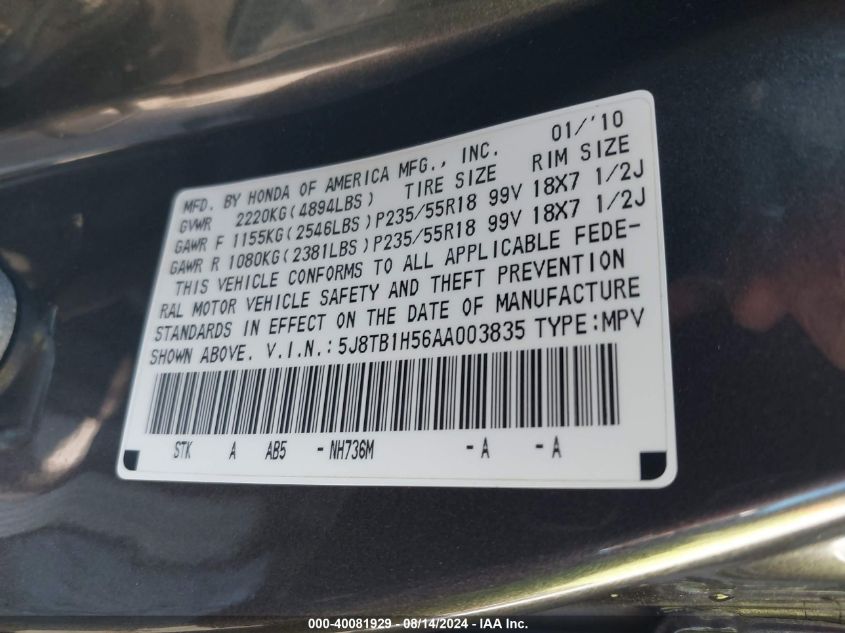 MFD. BY HONDA OF AMERICA MFG., INC. 01/'10
GVWR 2220KG(4894LBS) TIRE SIZE RIM SIZE
GAWR F 1155KG(2546LBS)P235/55R18 99V 18X7 1/2J
GAWR R 1080KG(2381LBS)P235/55R18 99V 18X7 1/2J
THIS VEHICLE CONFORMS TO ALL APPLICABLE FEDE-
RAL MOTOR VEHICLE SAFETY AND THEFT PREVENTION
STANDARDS IN EFFECT ON THE DATE OF MANUFACTURE
SHOWN ABOVE. V.I.N.:5J8TB1H56AA003835 TYPE:MPV
STK A AB5 -NH736M -A -A
000-40081929 - 08/14/2024 - IAA Inc.